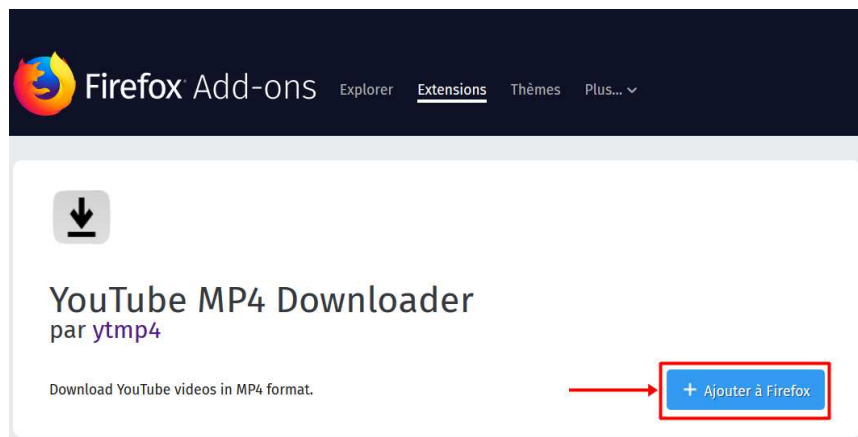 Firefox Add-ons Explorer Extensions Thèmes Plus...
YouTube MP4 Downloader
par ytmp4
Download YouTube videos in MP4 format.
+ Ajouter à Firefox